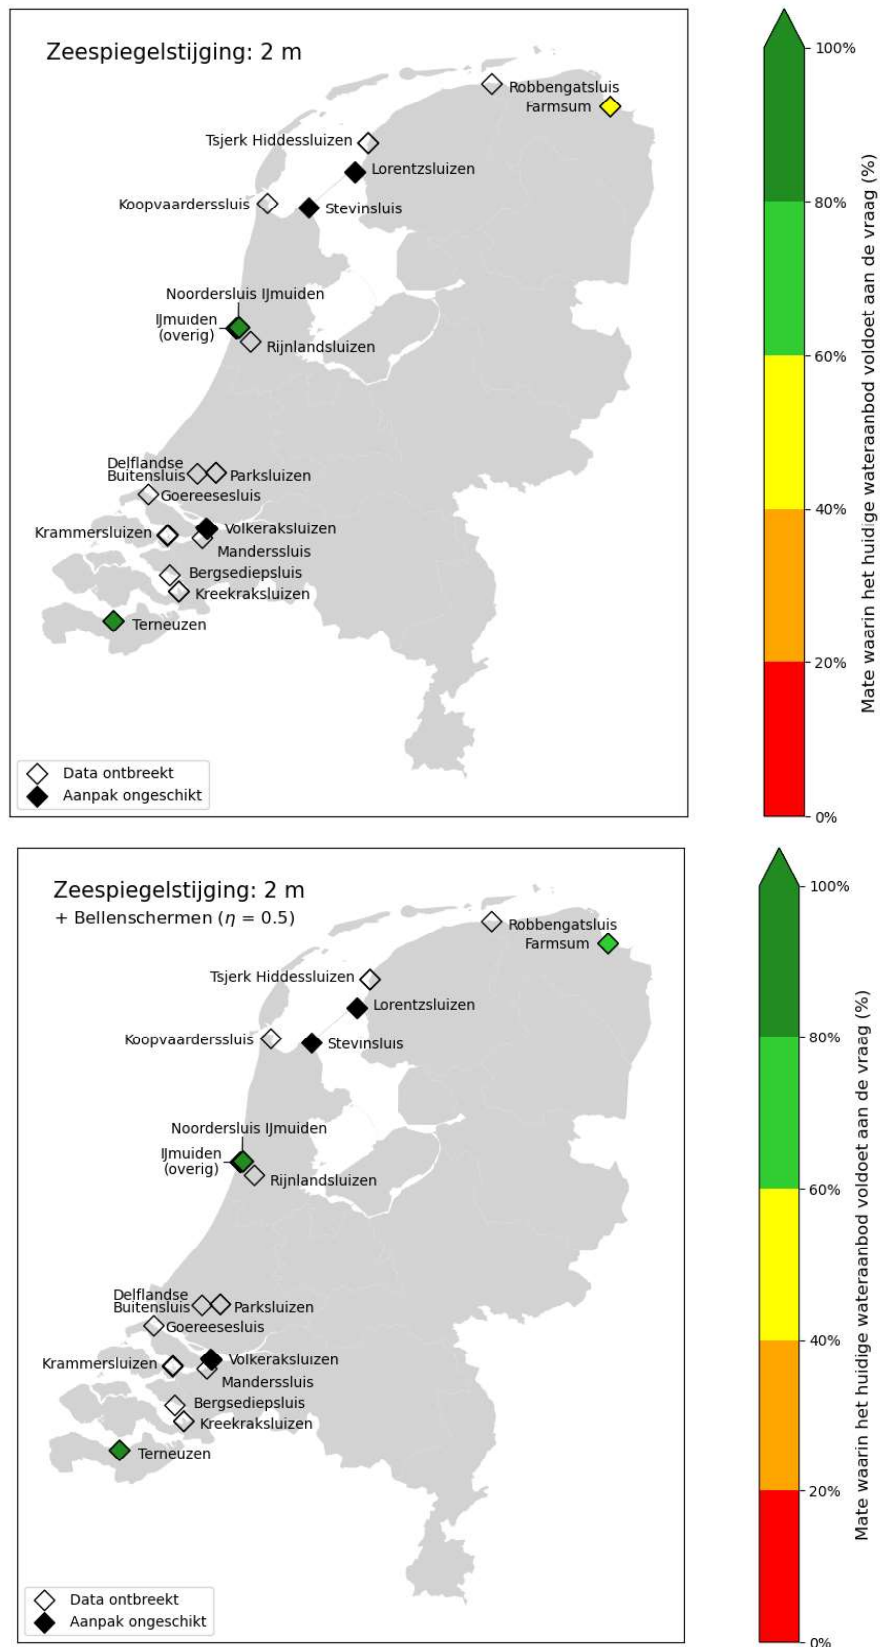 Zeespiegelstijging: 2 m
Robbengatsluis
Farmsum
Tsjerk Hiddessluizen
Lorentzsluizen
Koopvaarderssluis
Stevinsluis
Noordersluis IJmuiden
IJmuiden
(overig)
Rijnlandsluizen
Delflandse
Buitensluis
Parksluizen
Goereesesluis
Krammersluizen
Volkeraksluizen
Manderssluis
Bergsediepsluis
Kreekraksluizen
Terneuzen
Data ontbreekt
Aanpak ongeschikt
100%
80%
60%
40%
20%
0%
Mate waarin het huidige wateraanbod voldoet aan de vraag (%)
Zeespiegelstijging: 2 m
+ Bellenschermen (η = 0.5)
Robbengatsluis
Farmsum
Tsjerk Hiddessluizen
Lorentzsluizen
Koopvaarderssluis
Stevinsluis
Noordersluis IJmuiden
IJmuiden
(overig)
Rijnlandsluizen
Delflandse
Buitensluis
Parksluizen
Goereesesluis
Krammersluizen
Volkeraksluizen
Manderssluis
Bergsediepsluis
Kreekraksluizen
Terneuzen
Data ontbreekt
Aanpak ongeschikt
100%
80%
60%
40%
20%
0%
Mate waarin het huidige wateraanbod voldoet aan de vraag (%)